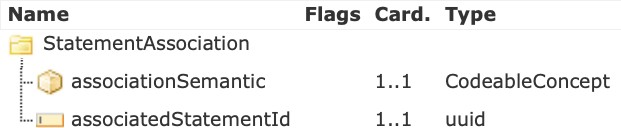 Name Flags Card. Type
StatementAssociation
associationSemantic 1..1 CodeableConcept
associatedStatementId 1..1 uuid